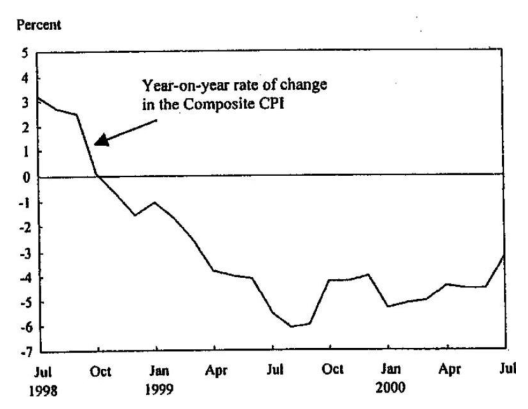 Percent
5
4
3
2
1
0
-1
-2
-3
-4
-5
-6
-7
Year-on-year rate of change
in the Composite CPI
Jul Oct Jan Apr Jul Oct Jan Apr Jul
1998 1999 2000